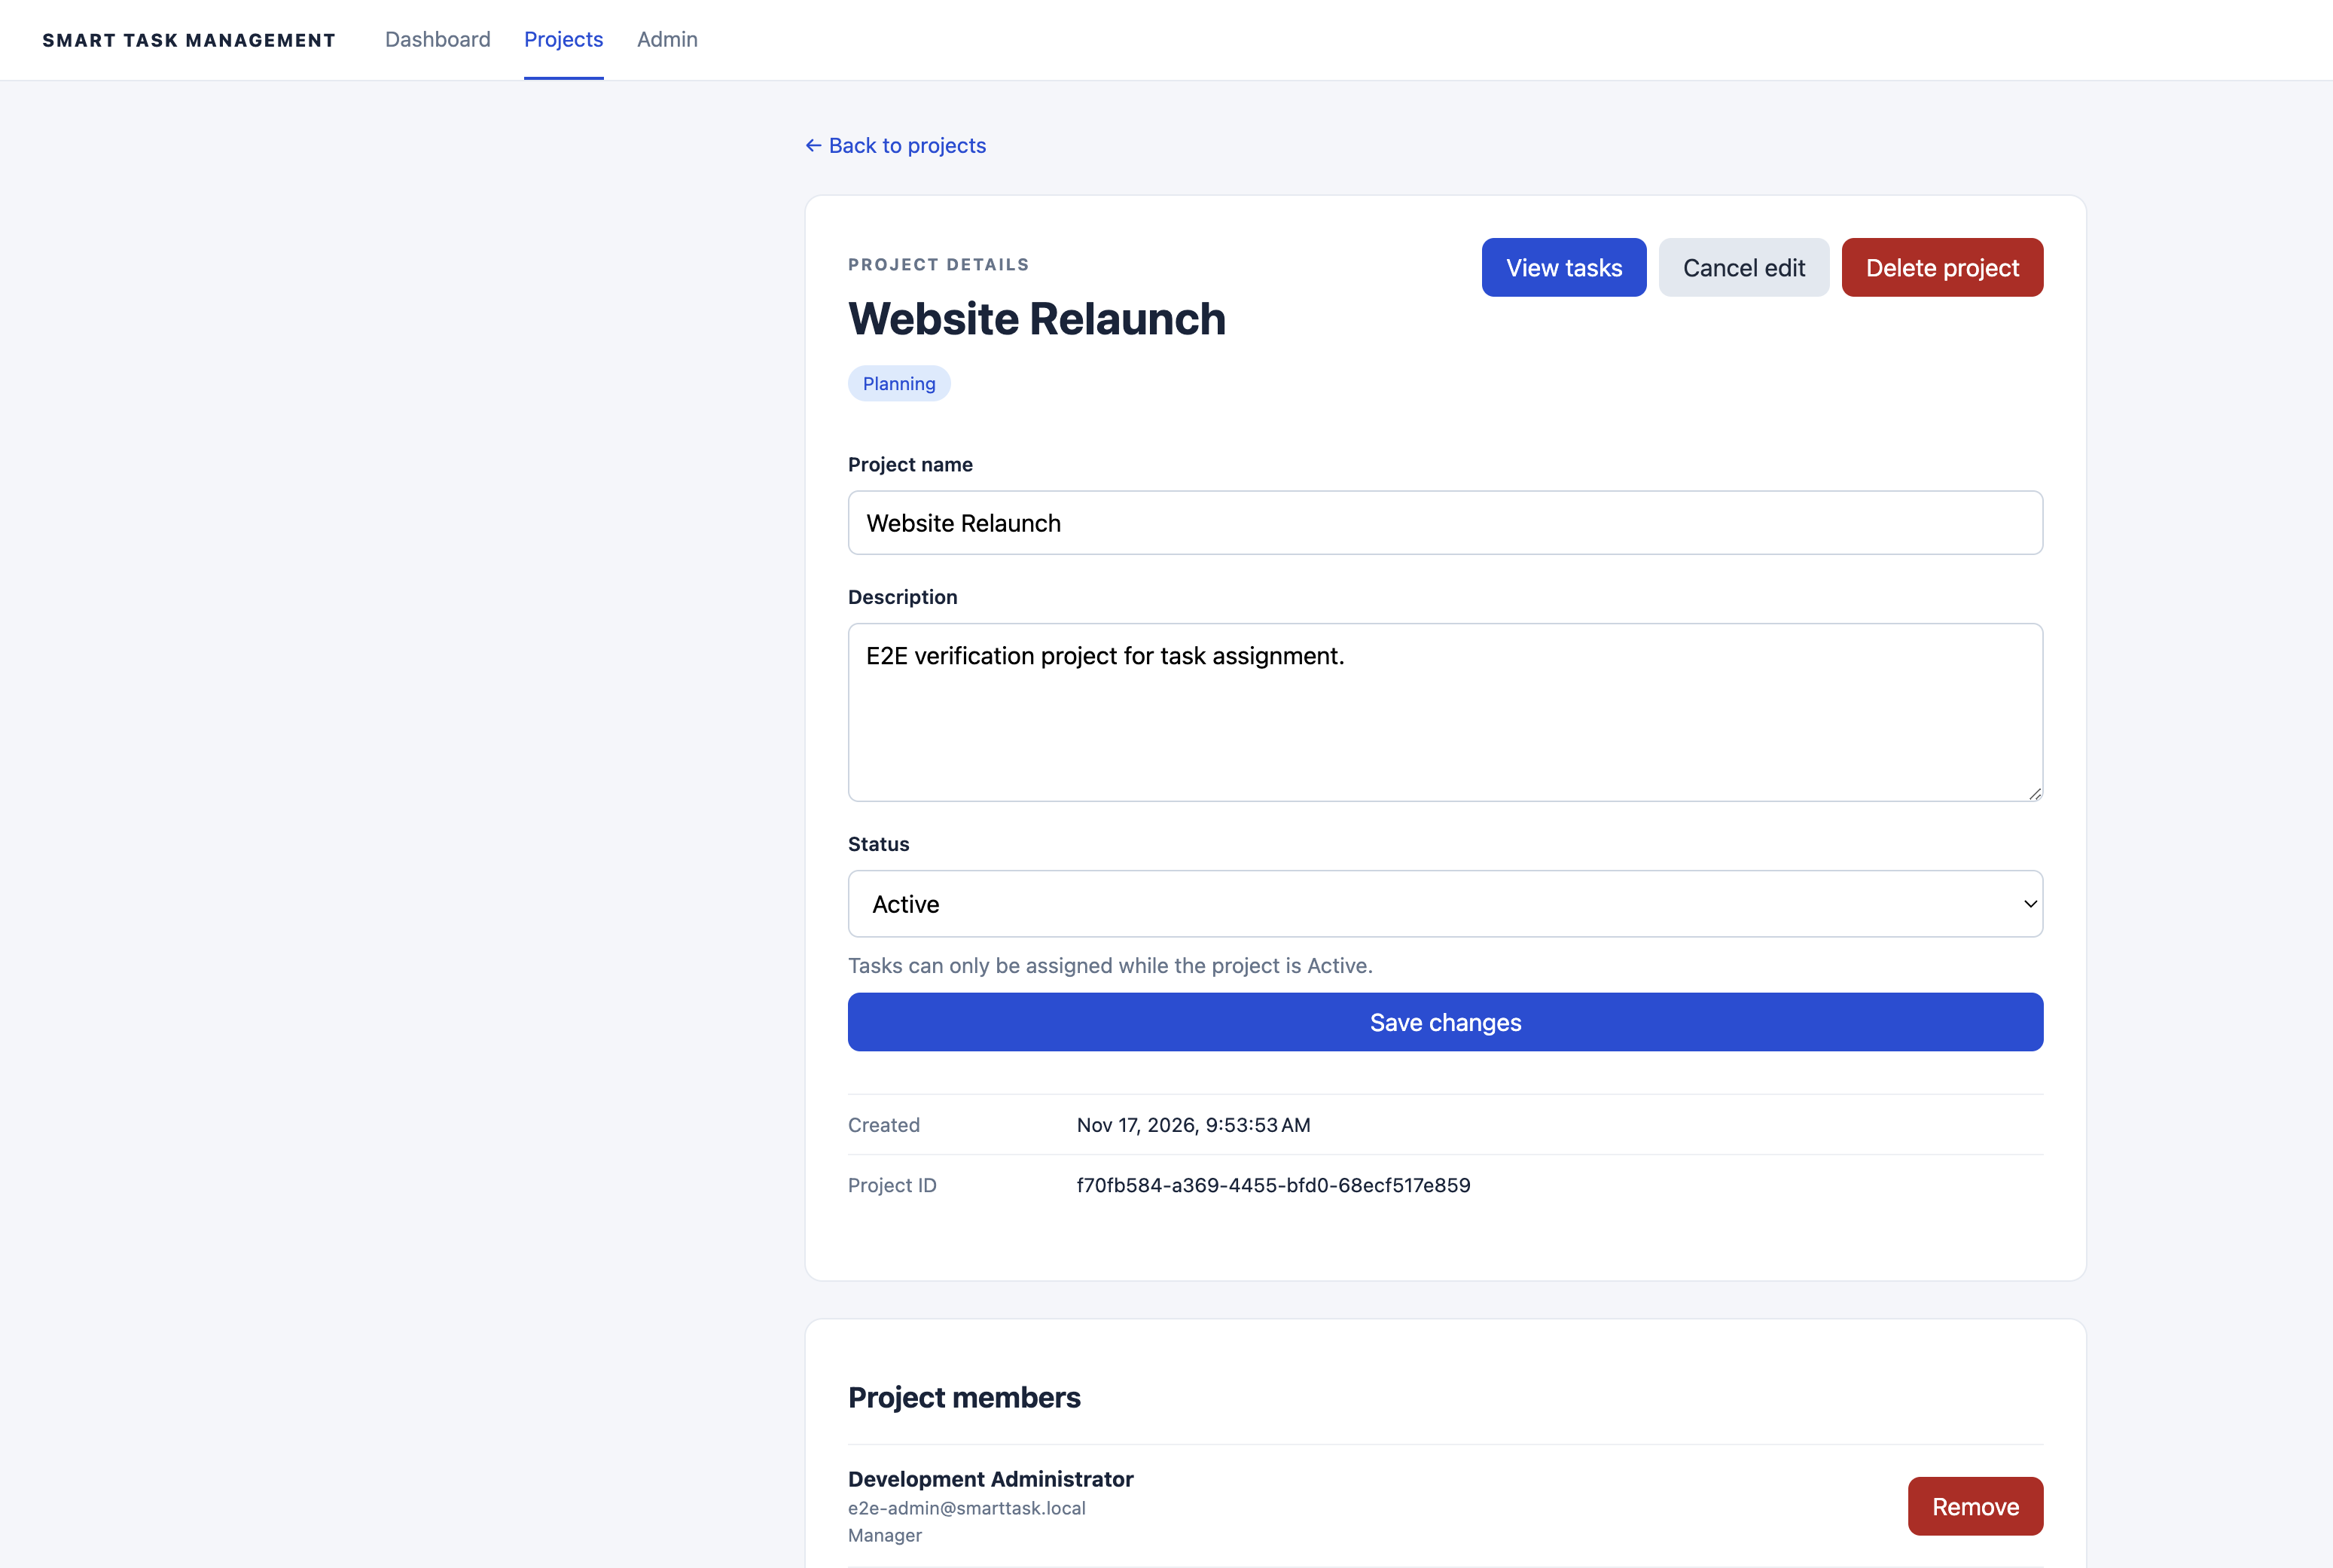 SMART TASK MANAGEMENT
Dashboard
Projects
Admin
← Back to projects
PROJECT DETAILS
View tasks
Cancel edit
Delete project
Website Relaunch
Planning
Project name
Website Relaunch
Description
E2E verification project for task assignment.
Status
Active
Tasks can only be assigned while the project is Active.
Save changes
Created
Nov 17, 2026, 9:53:53 AM
Project ID
f70fb584-a369-4455-bfd0-68ecf517e859
Project members
Development Administrator
e2e-admin@smarttask.local
Manager
Remove